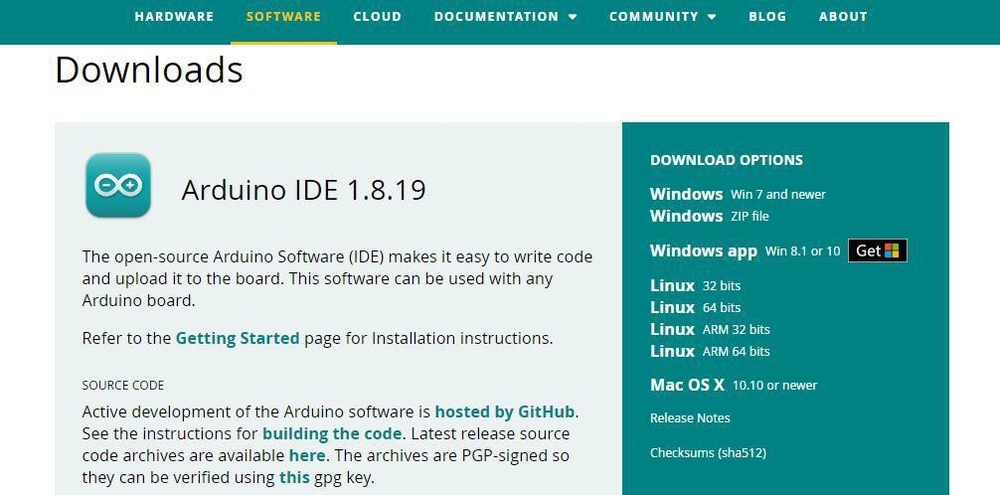 HARDWARE SOFTWARE CLOUD DOCUMENTATION COMMUNITY BLOG ABOUT
Downloads
Arduino IDE 1.8.19
The open-source Arduino Software (IDE) makes it easy to write code
and upload it to the board. This software can be used with any
Arduino board.
Refer to the Getting Started page for Installation instructions.
SOURCE CODE
Active development of the Arduino software is hosted by GitHub.
See the instructions for building the code. Latest release source
code archives are available here. The archives are PGP-signed so
they can be verified using this gpg key.
DOWNLOAD OPTIONS
Windows Win 7 and newer
Windows ZIP file
Windows app Win 8.1 or 10 Get
Linux 32 bits
Linux 64 bits
Linux ARM 32 bits
Linux ARM 64 bits
Mac OS X 10.10 or newer
Release Notes
Checksums (sha512)